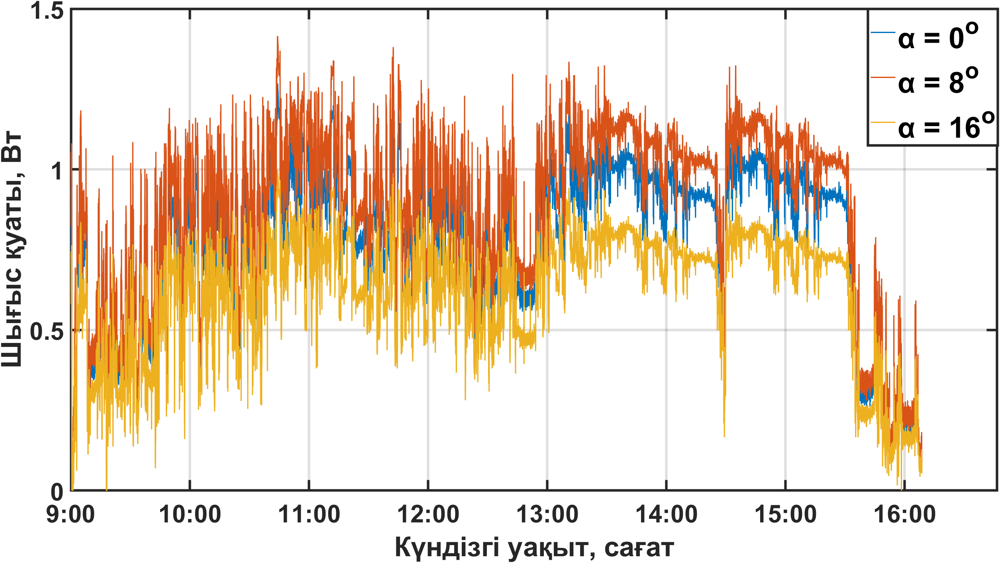 Шығыс қуаты, Вт
1.5
1
0.5
0
9:00 10:00 11:00 12:00 13:00 14:00 15:00 16:00
Күндізгі уақыт, сағат
α = 0°
α = 8°
α = 16°